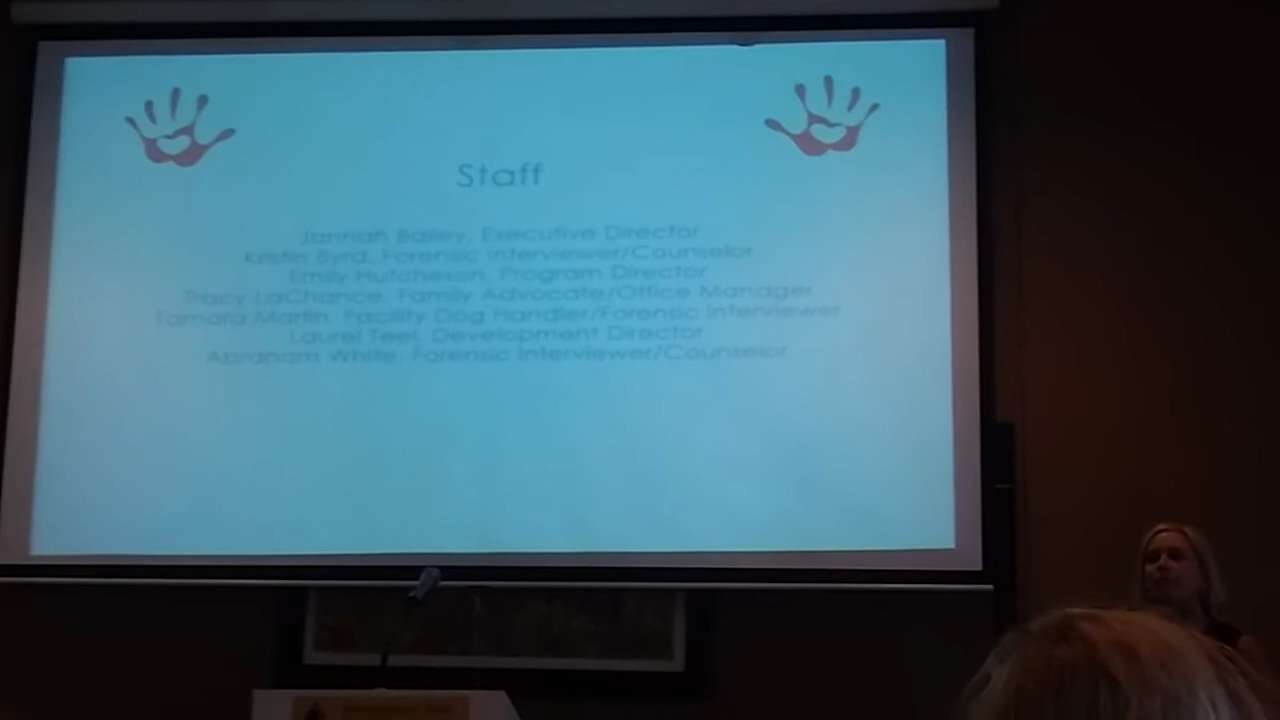 Staff
Jannah Bailey, Executive Director
Kristin Byrd, Forensic Interviewer/Counselor
Emily Hutcheson, Program Director
Tracy LaChance, Family Advocate/Office Manager
Tamara Martin, Facility Dog Handler/Forensic Interviewer
Laurel Teel, Development Director
Abraham White, Forensic Interviewer/Counselor